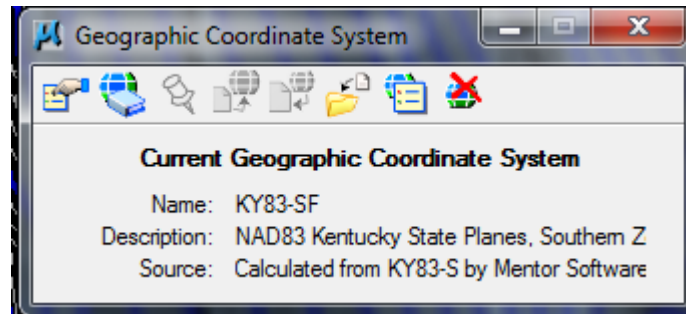 Geographic Coordinate System
Current Geographic Coordinate System
Name: KY83-SF
Description: NAD83 Kentucky State Planes, Southern Z
Source: Calculated from KY83-S by Mentor Software